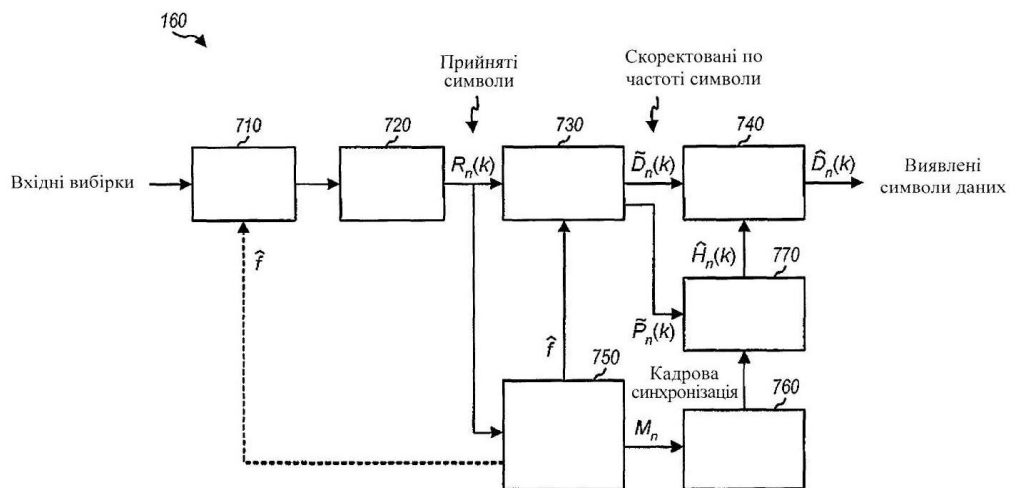 160
Прийняті
символи
Скоректовані по
частоті символи
710
720
730
740
Вхідні вибірки
Rₙ(k)
D̃ₙ(k)
D̂ₙ(k)
Виявлені
символи даних
f̂
f̂
Ĥₙ(k)
770
P̃ₙ(k)
750
Кадрова
синхронізація
760
Mₙ